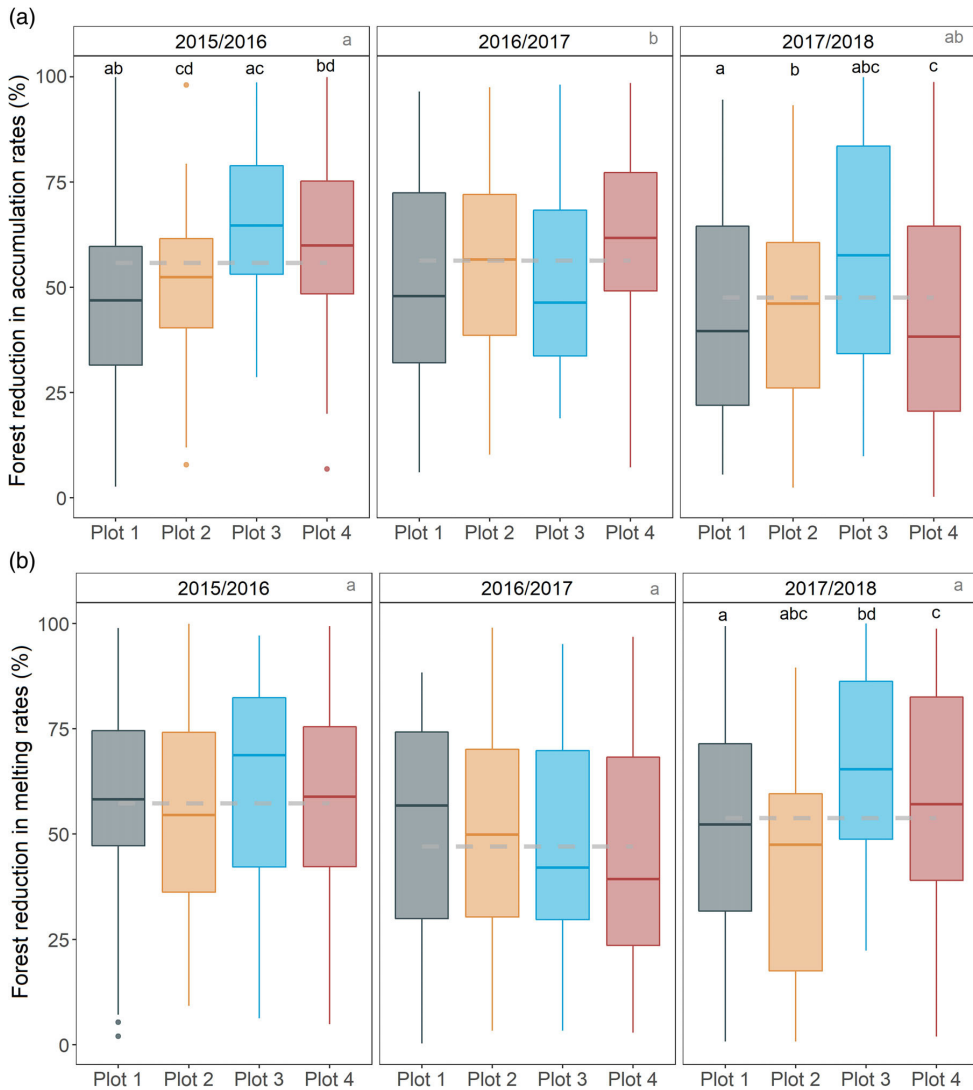 (a)
2015/2016 a
2016/2017 b
2017/2018 ab
ab cd ac bd
a b abc c
Forest reduction in accumulation rates (%)
100
75
50
25
0
Plot 1 Plot 2 Plot 3 Plot 4
Plot 1 Plot 2 Plot 3 Plot 4
Plot 1 Plot 2 Plot 3 Plot 4
(b)
2015/2016 a
2016/2017 a
2017/2018 a
a abc bd c
Forest reduction in melting rates (%)
100
75
50
25
0
Plot 1 Plot 2 Plot 3 Plot 4
Plot 1 Plot 2 Plot 3 Plot 4
Plot 1 Plot 2 Plot 3 Plot 4